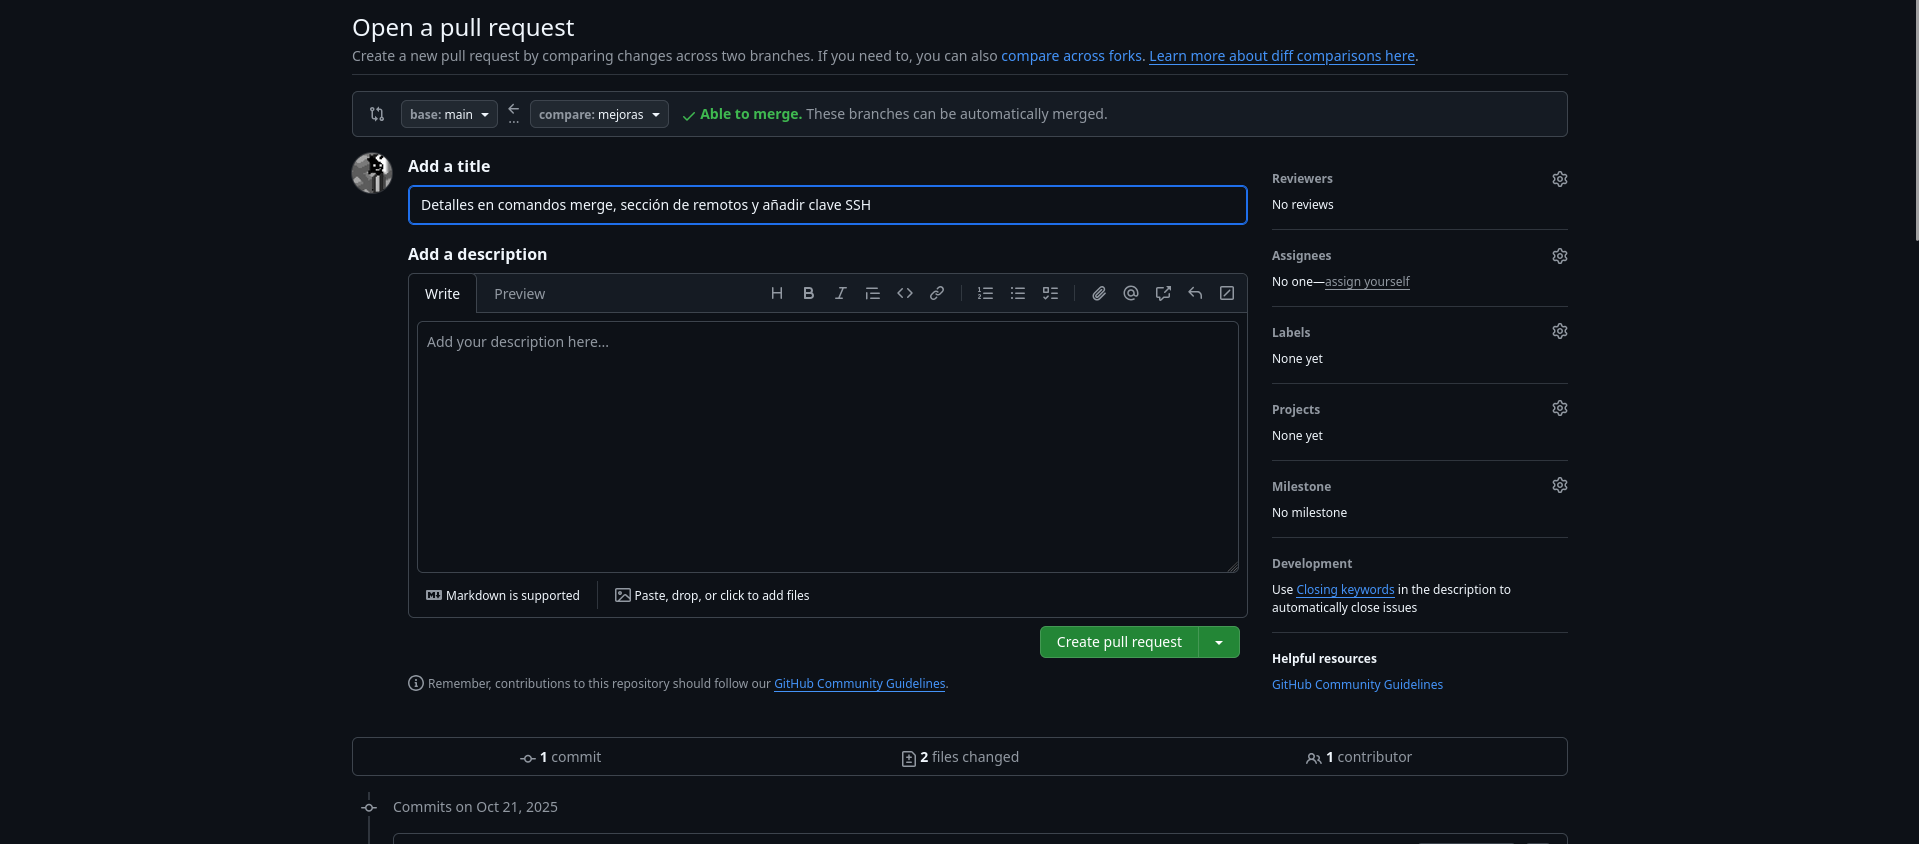 Open a pull request
Create a new pull request by comparing changes across two branches. If you need to, you can also compare across forks. Learn more about diff comparisons here.
base: main
...
compare: mejoras
Able to merge. These branches can be automatically merged.
Add a title
Detalles en comandos merge, sección de remotos y añadir clave SSH
Add a description
Write
Preview
Add your description here...
Markdown is supported
Paste, drop, or click to add files
Create pull request
Remember, contributions to this repository should follow our GitHub Community Guidelines.
Reviewers
No reviews
Assignees
No one—assign yourself
Labels
None yet
Projects
None yet
Milestone
No milestone
Development
Use Closing keywords in the description to
automatically close issues
Helpful resources
GitHub Community Guidelines
1 commit
2 files changed
1 contributor
Commits on Oct 21, 2025